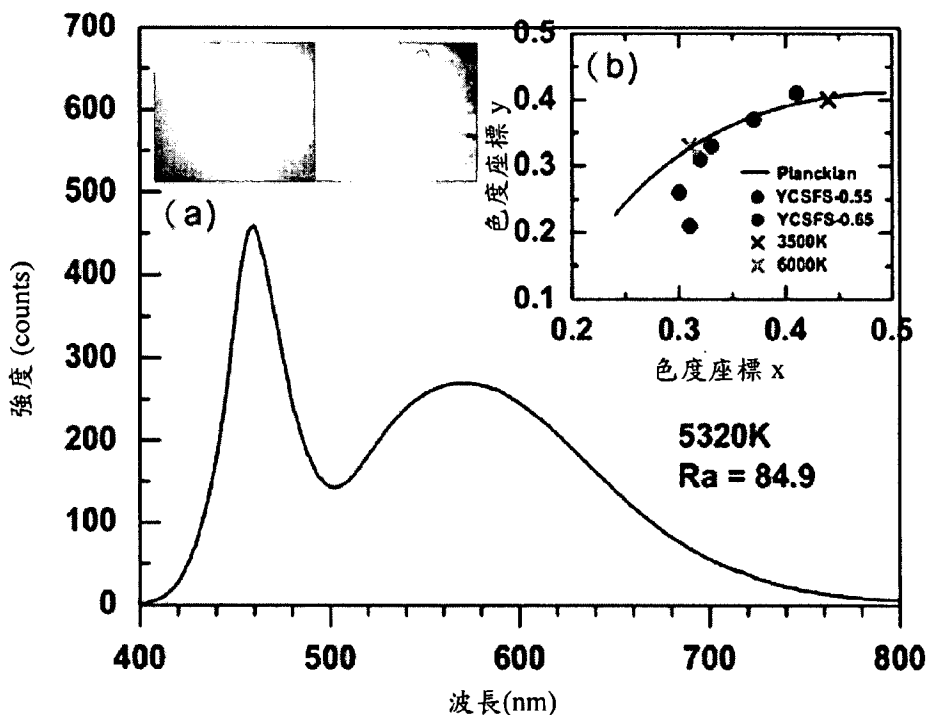 700
600
500
400
300
200
100
0
強度 (counts)
(a)
400
500
600
700
800
波長(nm)
(b)
0.5
0.4
0.3
0.2
0.1
色度座標 y
0.2
0.3
0.4
0.5
色度座標 x
Planckian
YCSFS-0.55
YCSFS-0.65
3500K
6000K
5320K
Ra = 84.9